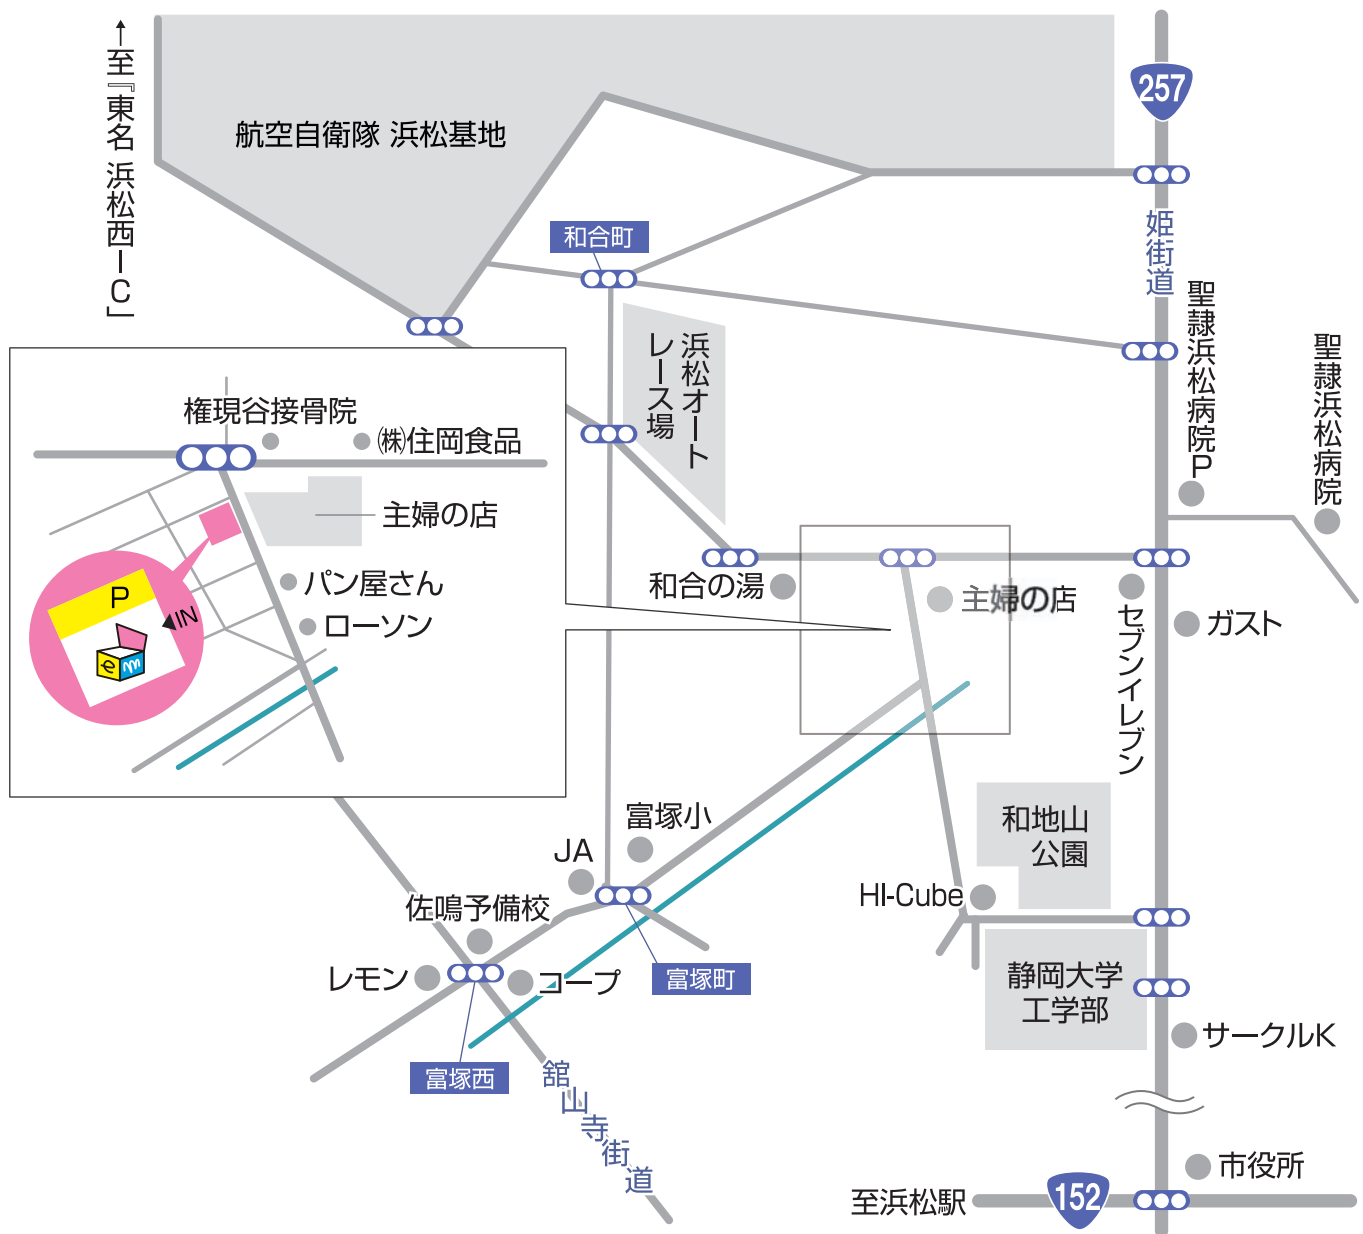 ←至『東名 浜松西IC』
航空自衛隊 浜松基地
257
姫街道
和合町
聖隷浜松病院P
聖隷浜松病院
浜松オート
レース場
権現谷接骨院
㈱住岡食品
主婦の店
パン屋さん
ローソン
P
IN
e
m
和合の湯
主婦の店
セブンイレブン
ガスト
富塚小
JA
和地山
公園
HI-Cube
佐鳴予備校
レモン
コープ
富塚町
静岡大学
工学部
サークルK
富塚西
舘山寺街道
市役所
至浜松駅
152